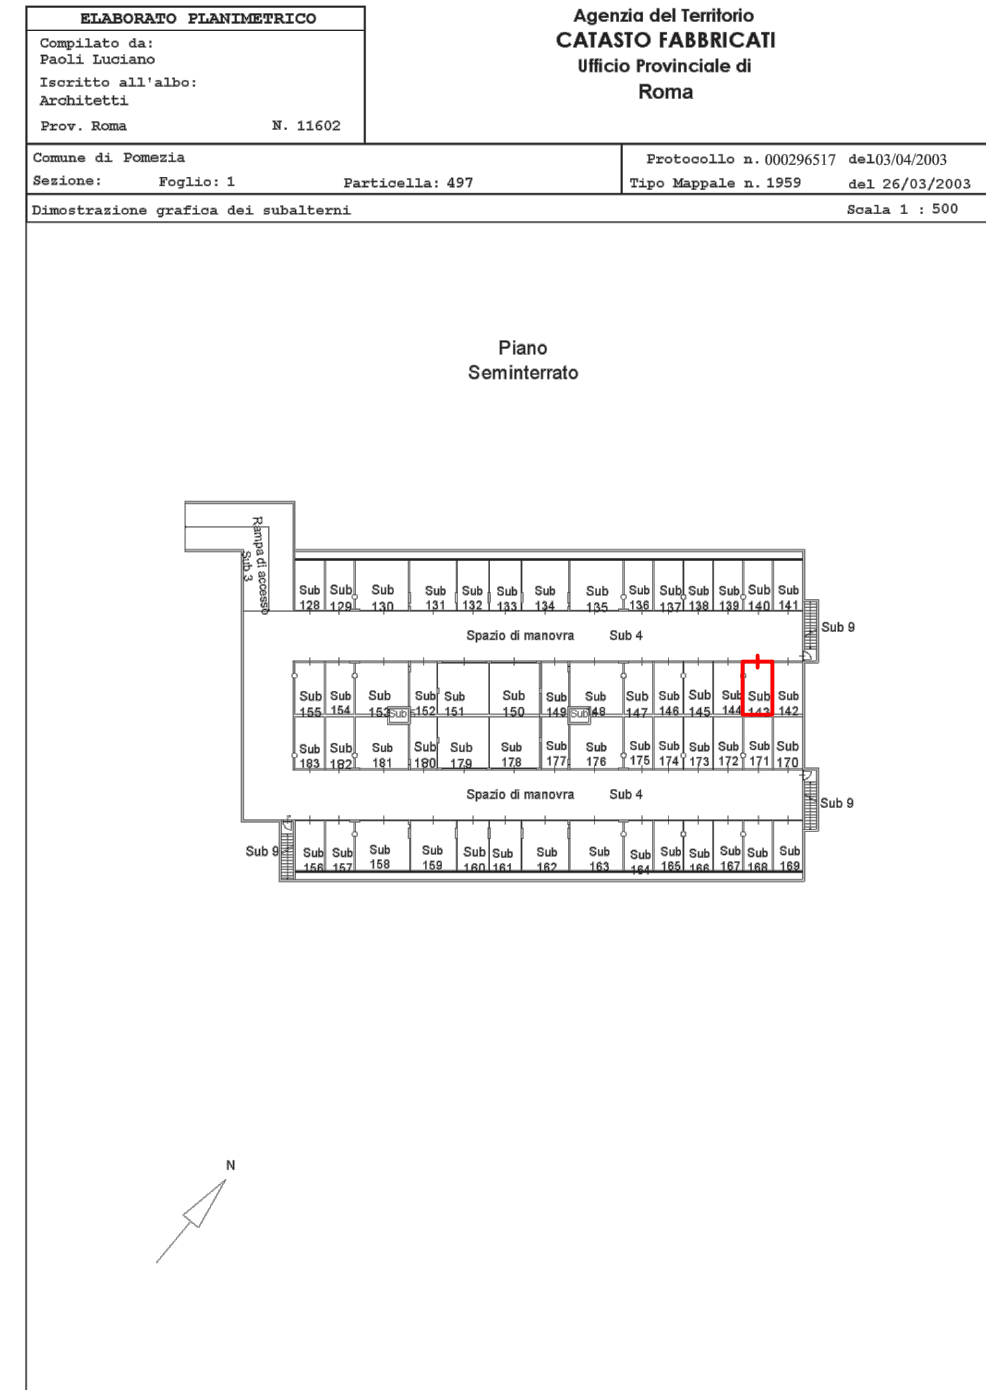 ELABORATO PLANIMETRICO
Compilato da:
Paoli Luciano
Iscritto all'albo:
Architetti
Prov. Roma N. 11602
Agenzia del Territorio
CATASTO FABBRICATI
Ufficio Provinciale di
Roma
Comune di Pomezia
Sezione: Foglio: 1 Particella: 497
Protocollo n. 000296517 del 03/04/2003
Tipo Mappale n. 1959 del 26/03/2003
Dimostrazione grafica dei subalterni Scala 1 : 500
Piano
Seminterrato
Rampa di accesso
Sub 3
Sub Sub Sub Sub Sub Sub Sub Sub Sub Sub Sub Sub Sub Sub
128 129 130 131 132 133 134 135 136 137 138 139 140 141
Spazio di manovra Sub 4
Sub 9
Sub Sub Sub Sub Sub Sub Sub Sub Sub Sub Sub Sub Sub Sub
155 154 153 152 151 150 149 148 147 146 145 144 143 142
Sub Sub
Sub Sub Sub Sub Sub Sub Sub Sub Sub Sub Sub Sub Sub Sub
183 182 181 180 179 178 177 176 175 174 173 172 171 170
Spazio di manovra Sub 4
Sub 9
Sub 9
Sub Sub Sub Sub Sub Sub Sub Sub Sub Sub Sub Sub Sub Sub
156 157 158 159 160 161 162 163 164 165 166 167 168 169
N